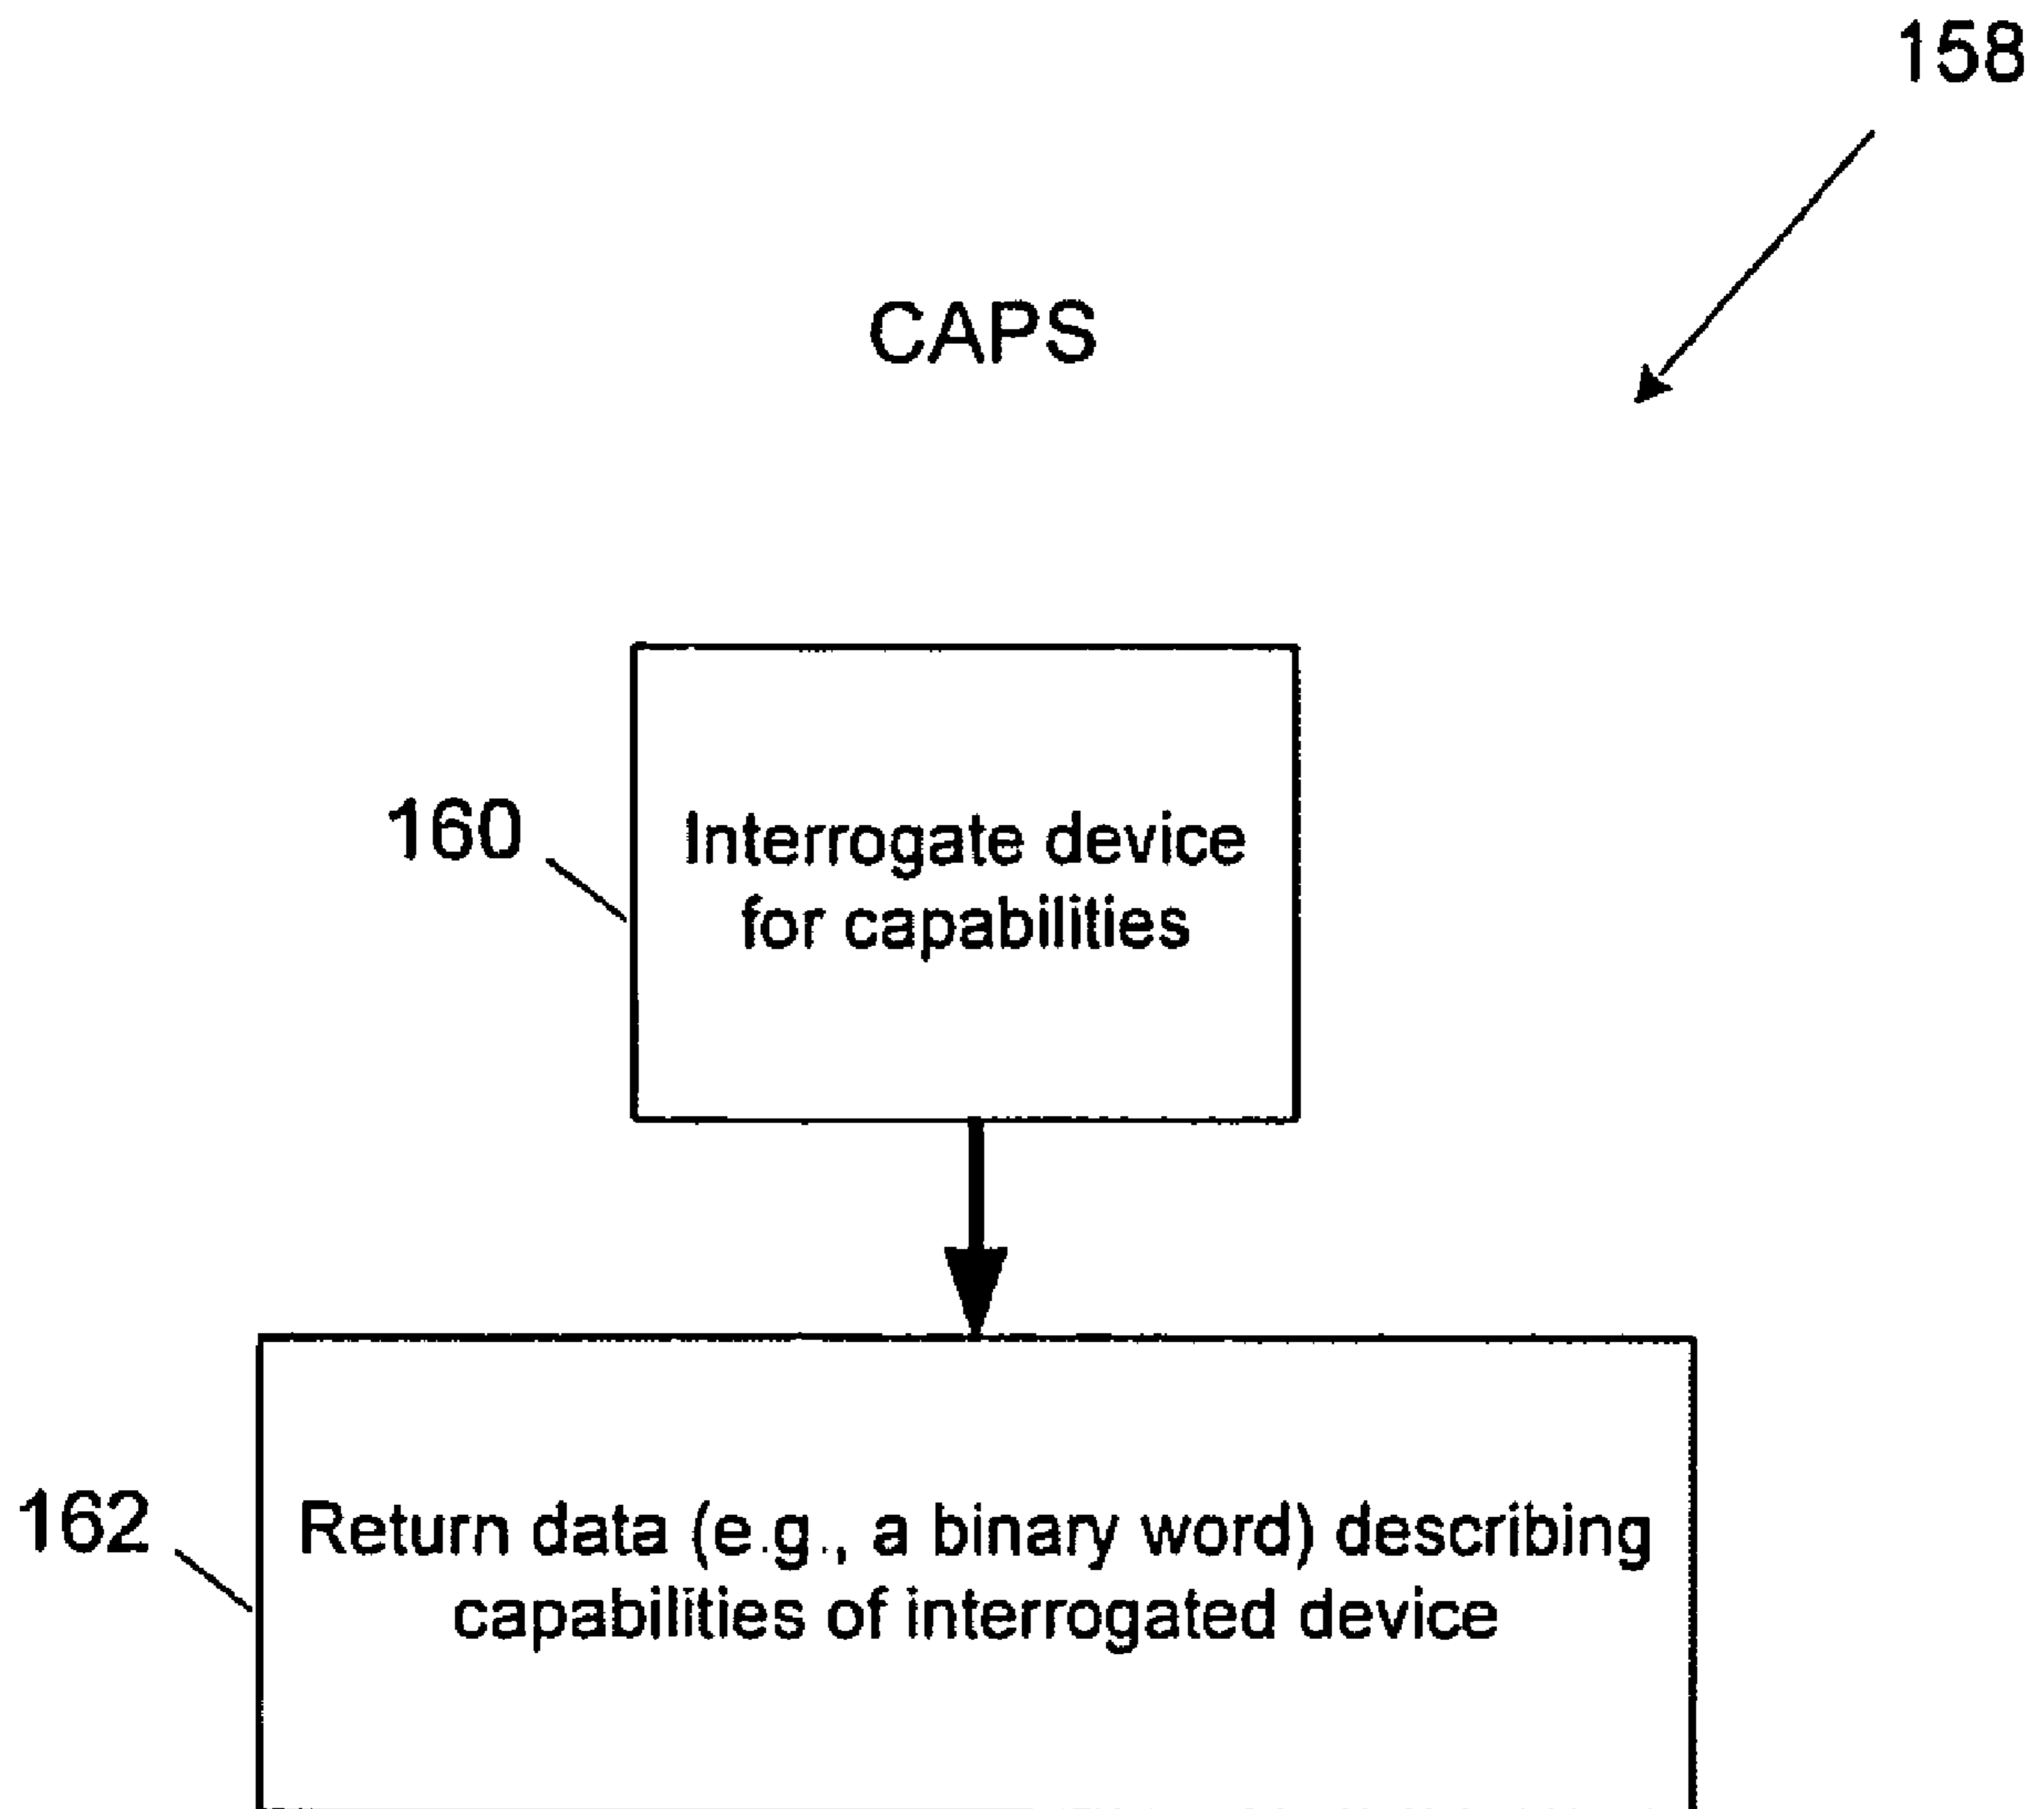 158
CAPS
160
Interrogate device
for capabilities
162
Return data (e.g., a binary word) describing
capabilities of interrogated device